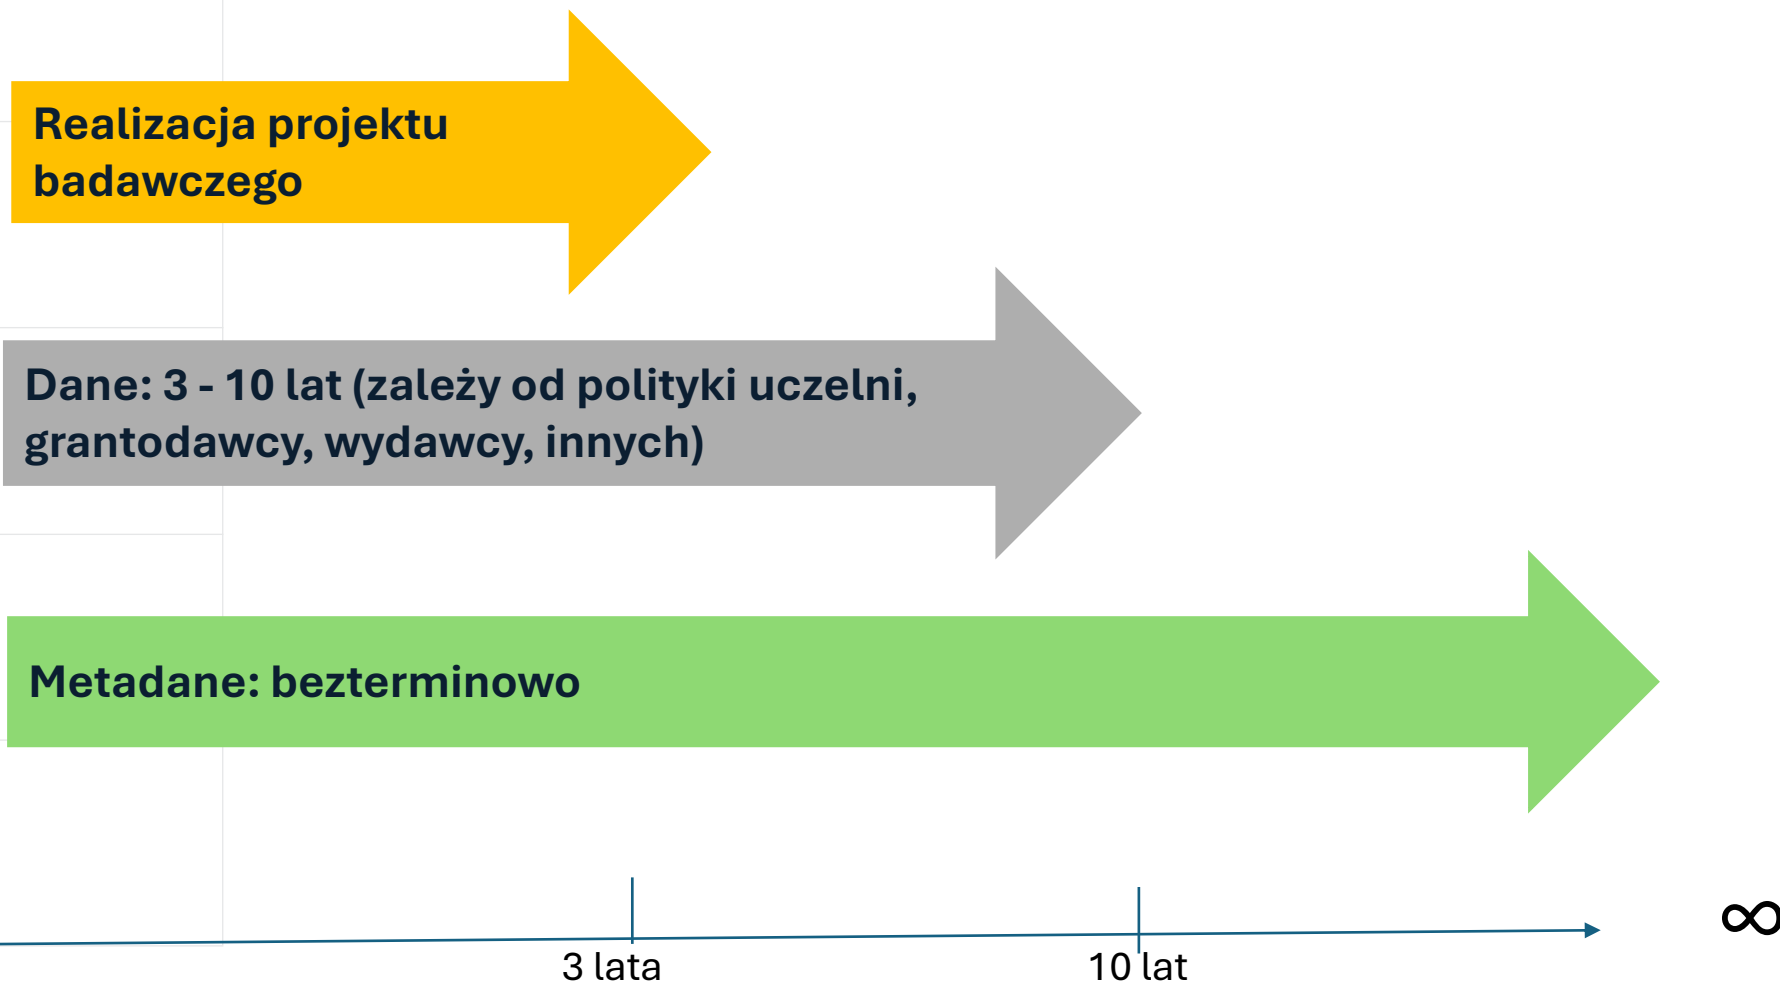 Realizacja projektu
badawczego
Dane: 3 - 10 lat (zależy od polityki uczelni,
grantodawcy, wydawcy, innych)
Metadane: bezterminowo
∞
3 lata
10 lat